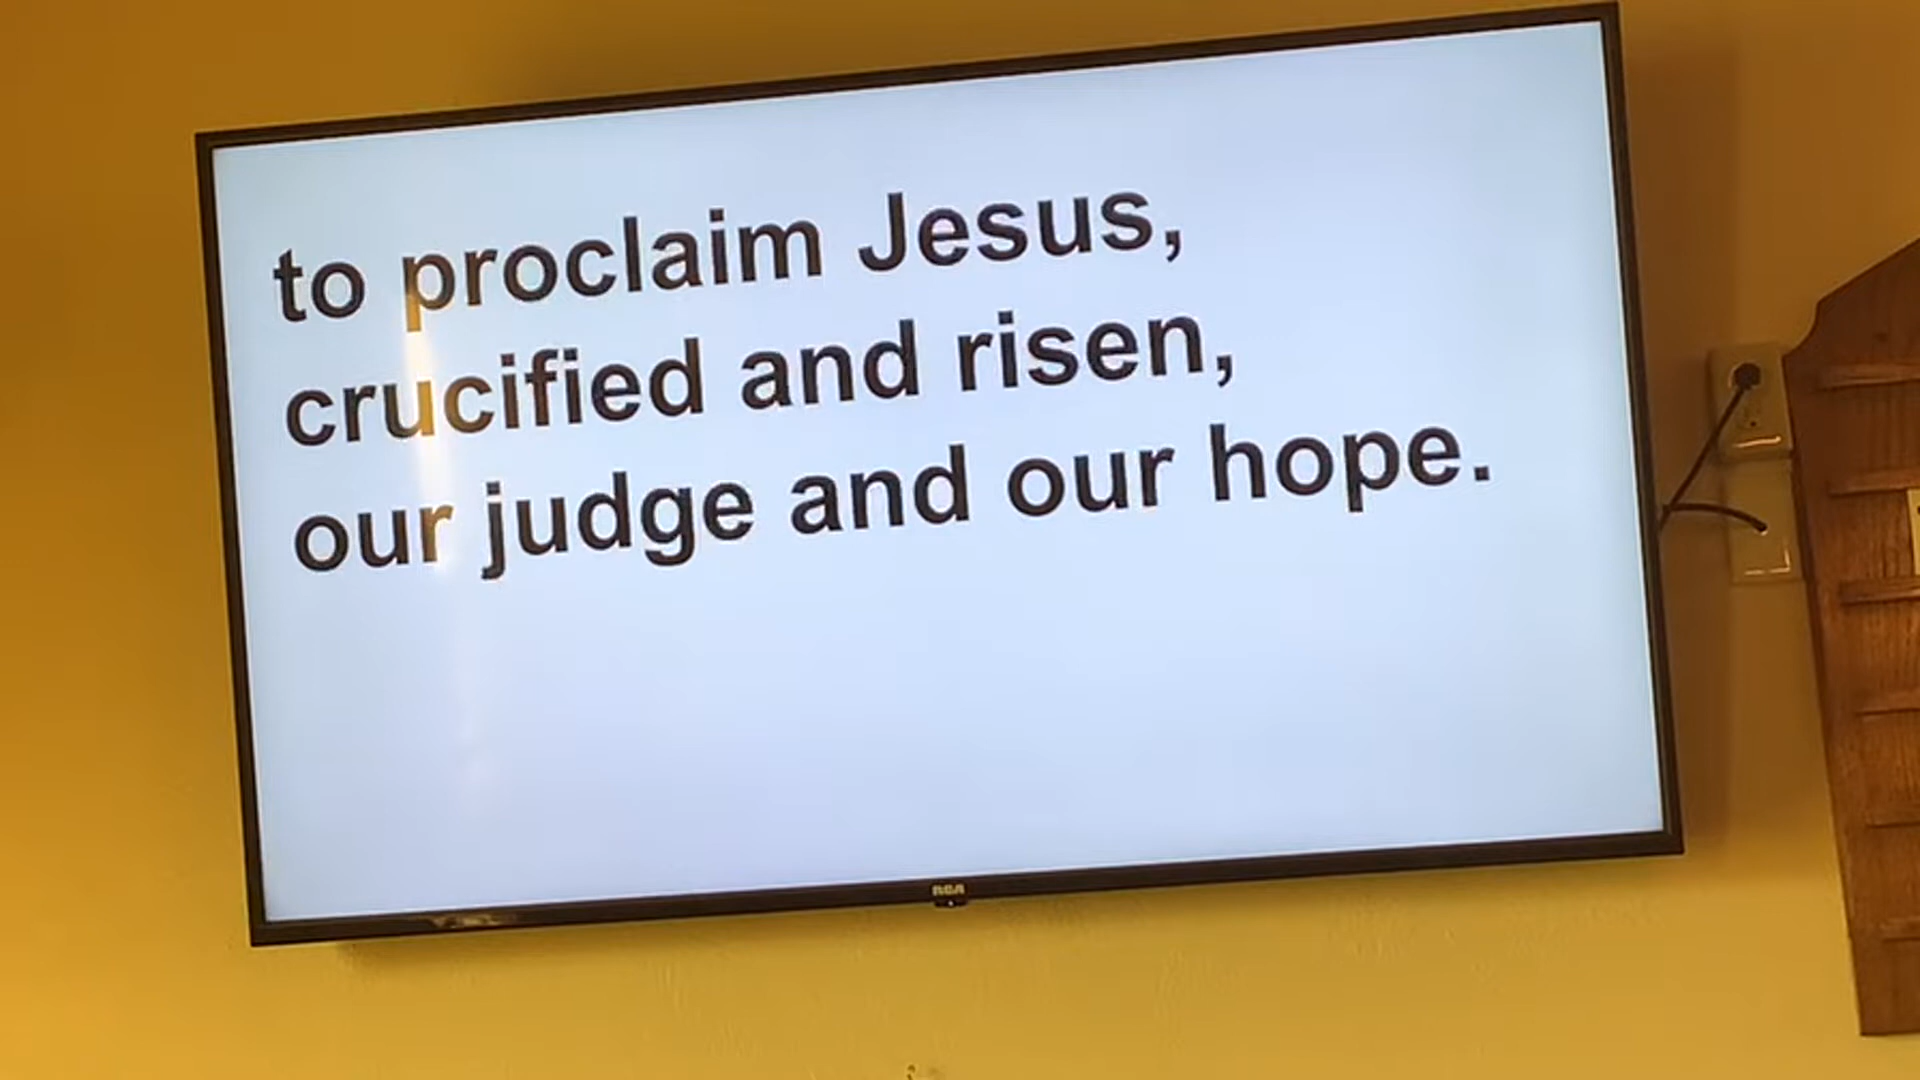 to proclaim Jesus,
crucified and risen,
our judge and our hope.
RCA